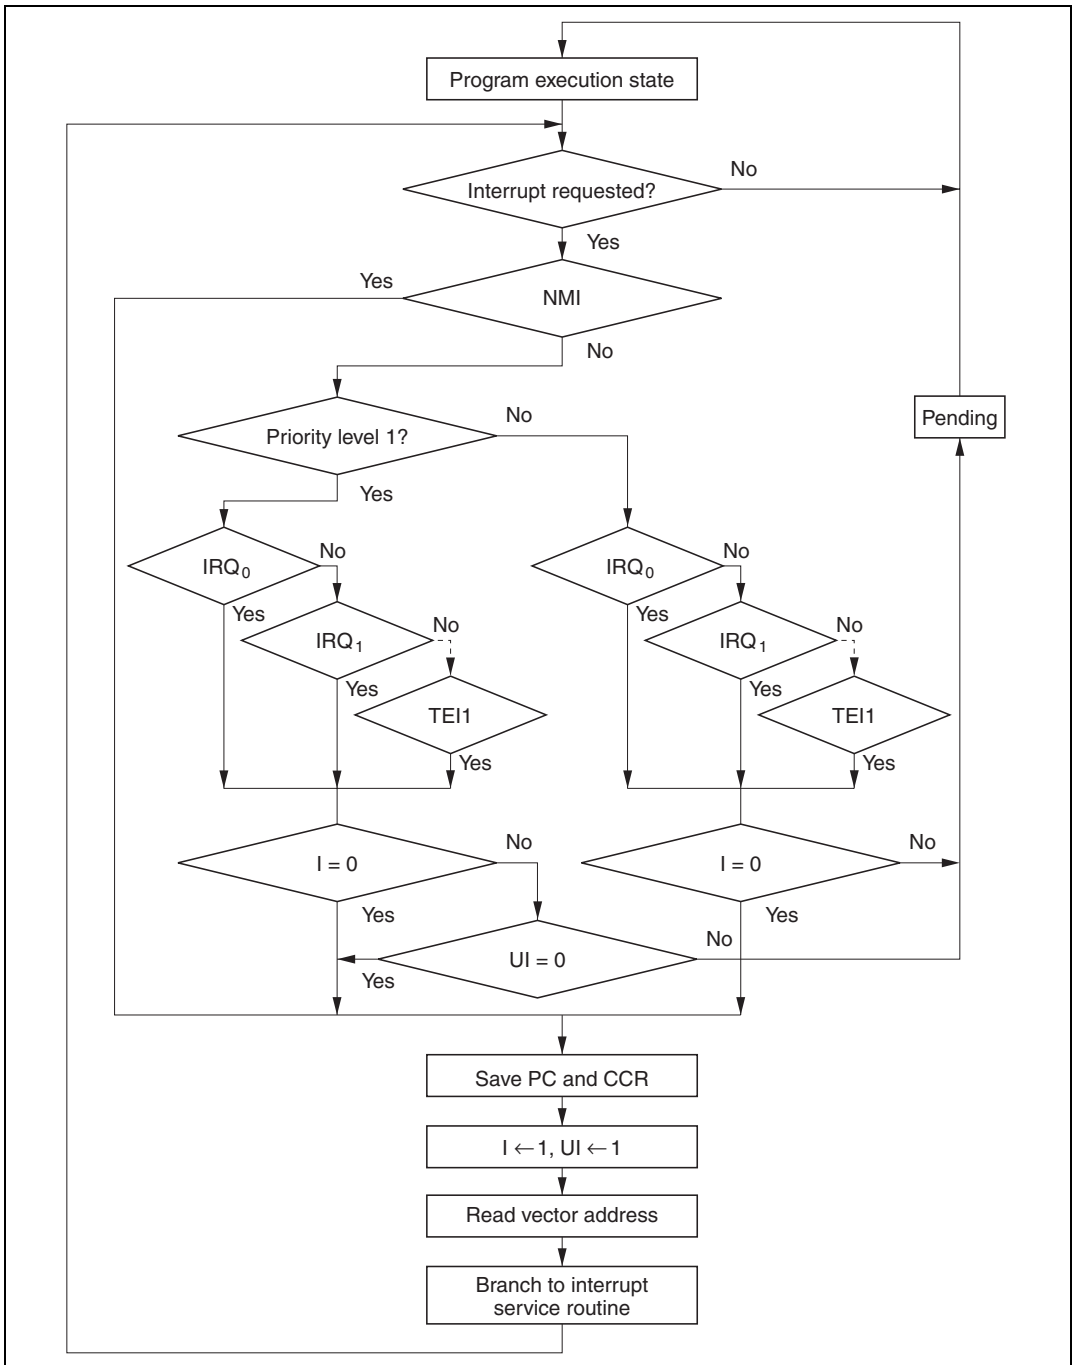 Program execution state
Interrupt requested?
No
Yes
Yes
NMI
No
Priority level 1?
No
Pending
Yes
IRQ0
No
IRQ0
No
Yes
IRQ1
No
Yes
IRQ1
No
Yes
TEI1
Yes
TEI1
Yes
Yes
I = 0
No
I = 0
No
Yes
Yes
UI = 0
No
Yes
Save PC and CCR
I ← 1, UI ← 1
Read vector address
Branch to interrupt
service routine